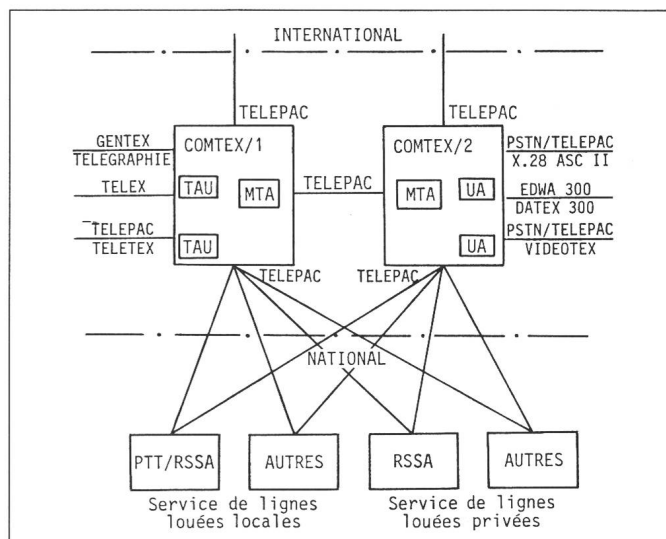 INTERNATIONAL
TELEPAC
TELEPAC
GENTEX
TELEGRAPHIE
TELEX
TELEPAC
TELETEX
COMTEX/1
TAU
MTA
TAU
TELEPAC
COMTEX/2
MTA
UA
UA
PSTN/TELEPAC
X.28 ASC II
EDWA 300
DATEX 300
PSTN/TELEPAC
VIDEOTEX
TELEPAC
TELEPAC
NATIONAL
PTT/RSSA
AUTRES
RSSA
AUTRES
Service de lignes
louées locales
Service de lignes
louées privées